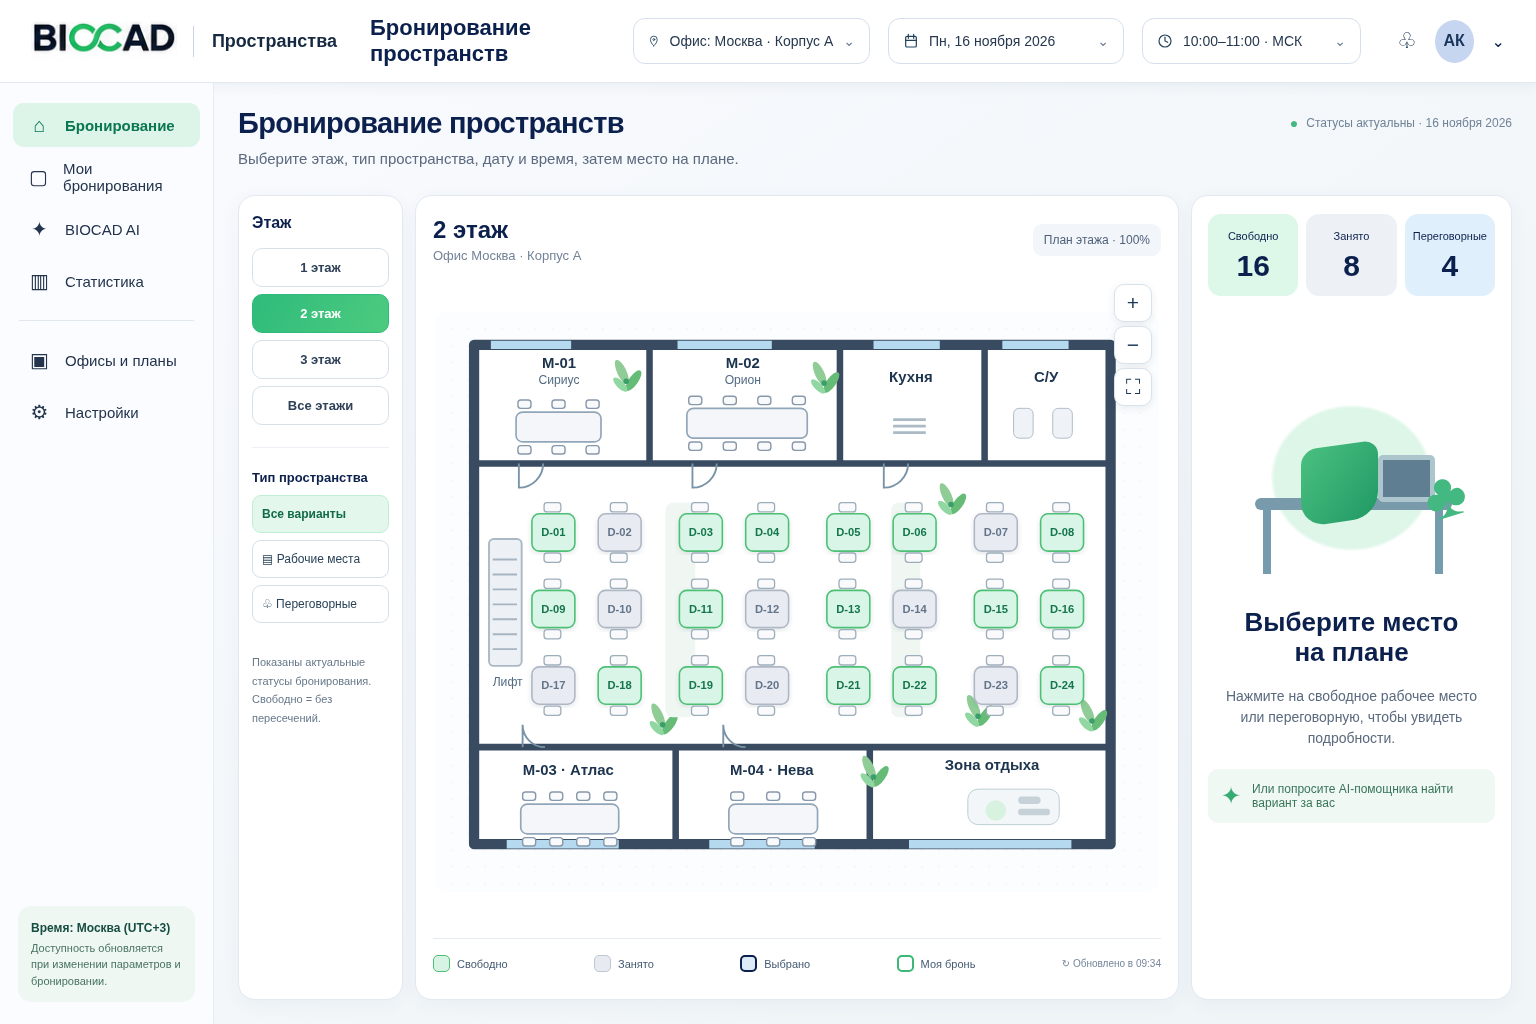 BIOCAD
Пространства
Бронирование
пространств
Офис: Москва · Корпус А
Пн, 16 ноября 2026
10:00–11:00 · МСК
АК
Бронирование
Мои
бронирования
BIOCAD AI
Статистика
Офисы и планы
Настройки
Время: Москва (UTC+3)
Доступность обновляется
при изменении параметров и
бронировании.
Бронирование пространств
Статусы актуальны · 16 ноября 2026
Выберите этаж, тип пространства, дату и время, затем место на плане.
Этаж
1 этаж
2 этаж
3 этаж
Все этажи
Тип пространства
Все варианты
Рабочие места
Переговорные
Показаны актуальные
статусы бронирования.
Свободно = без
пересечений.
2 этаж
Офис Москва · Корпус А
План этажа · 100%
+
−
M-01
Сириус
M-02
Орион
Кухня
С/У
D-01 D-02 D-03 D-04 D-05 D-06 D-07 D-08
D-09 D-10 D-11 D-12 D-13 D-14 D-15 D-16
D-17 D-18 D-19 D-20 D-21 D-22 D-23 D-24
Лифт
M-03 · Атлас
M-04 · Нева
Зона отдыха
Свободно
Занято
Выбрано
Моя бронь
↻ Обновлено в 09:34
Свободно
16
Занято
8
Переговорные
4
Выберите место
на плане
Нажмите на свободное рабочее место
или переговорную, чтобы увидеть
подробности.
Или попросите AI-помощника найти
вариант за вас